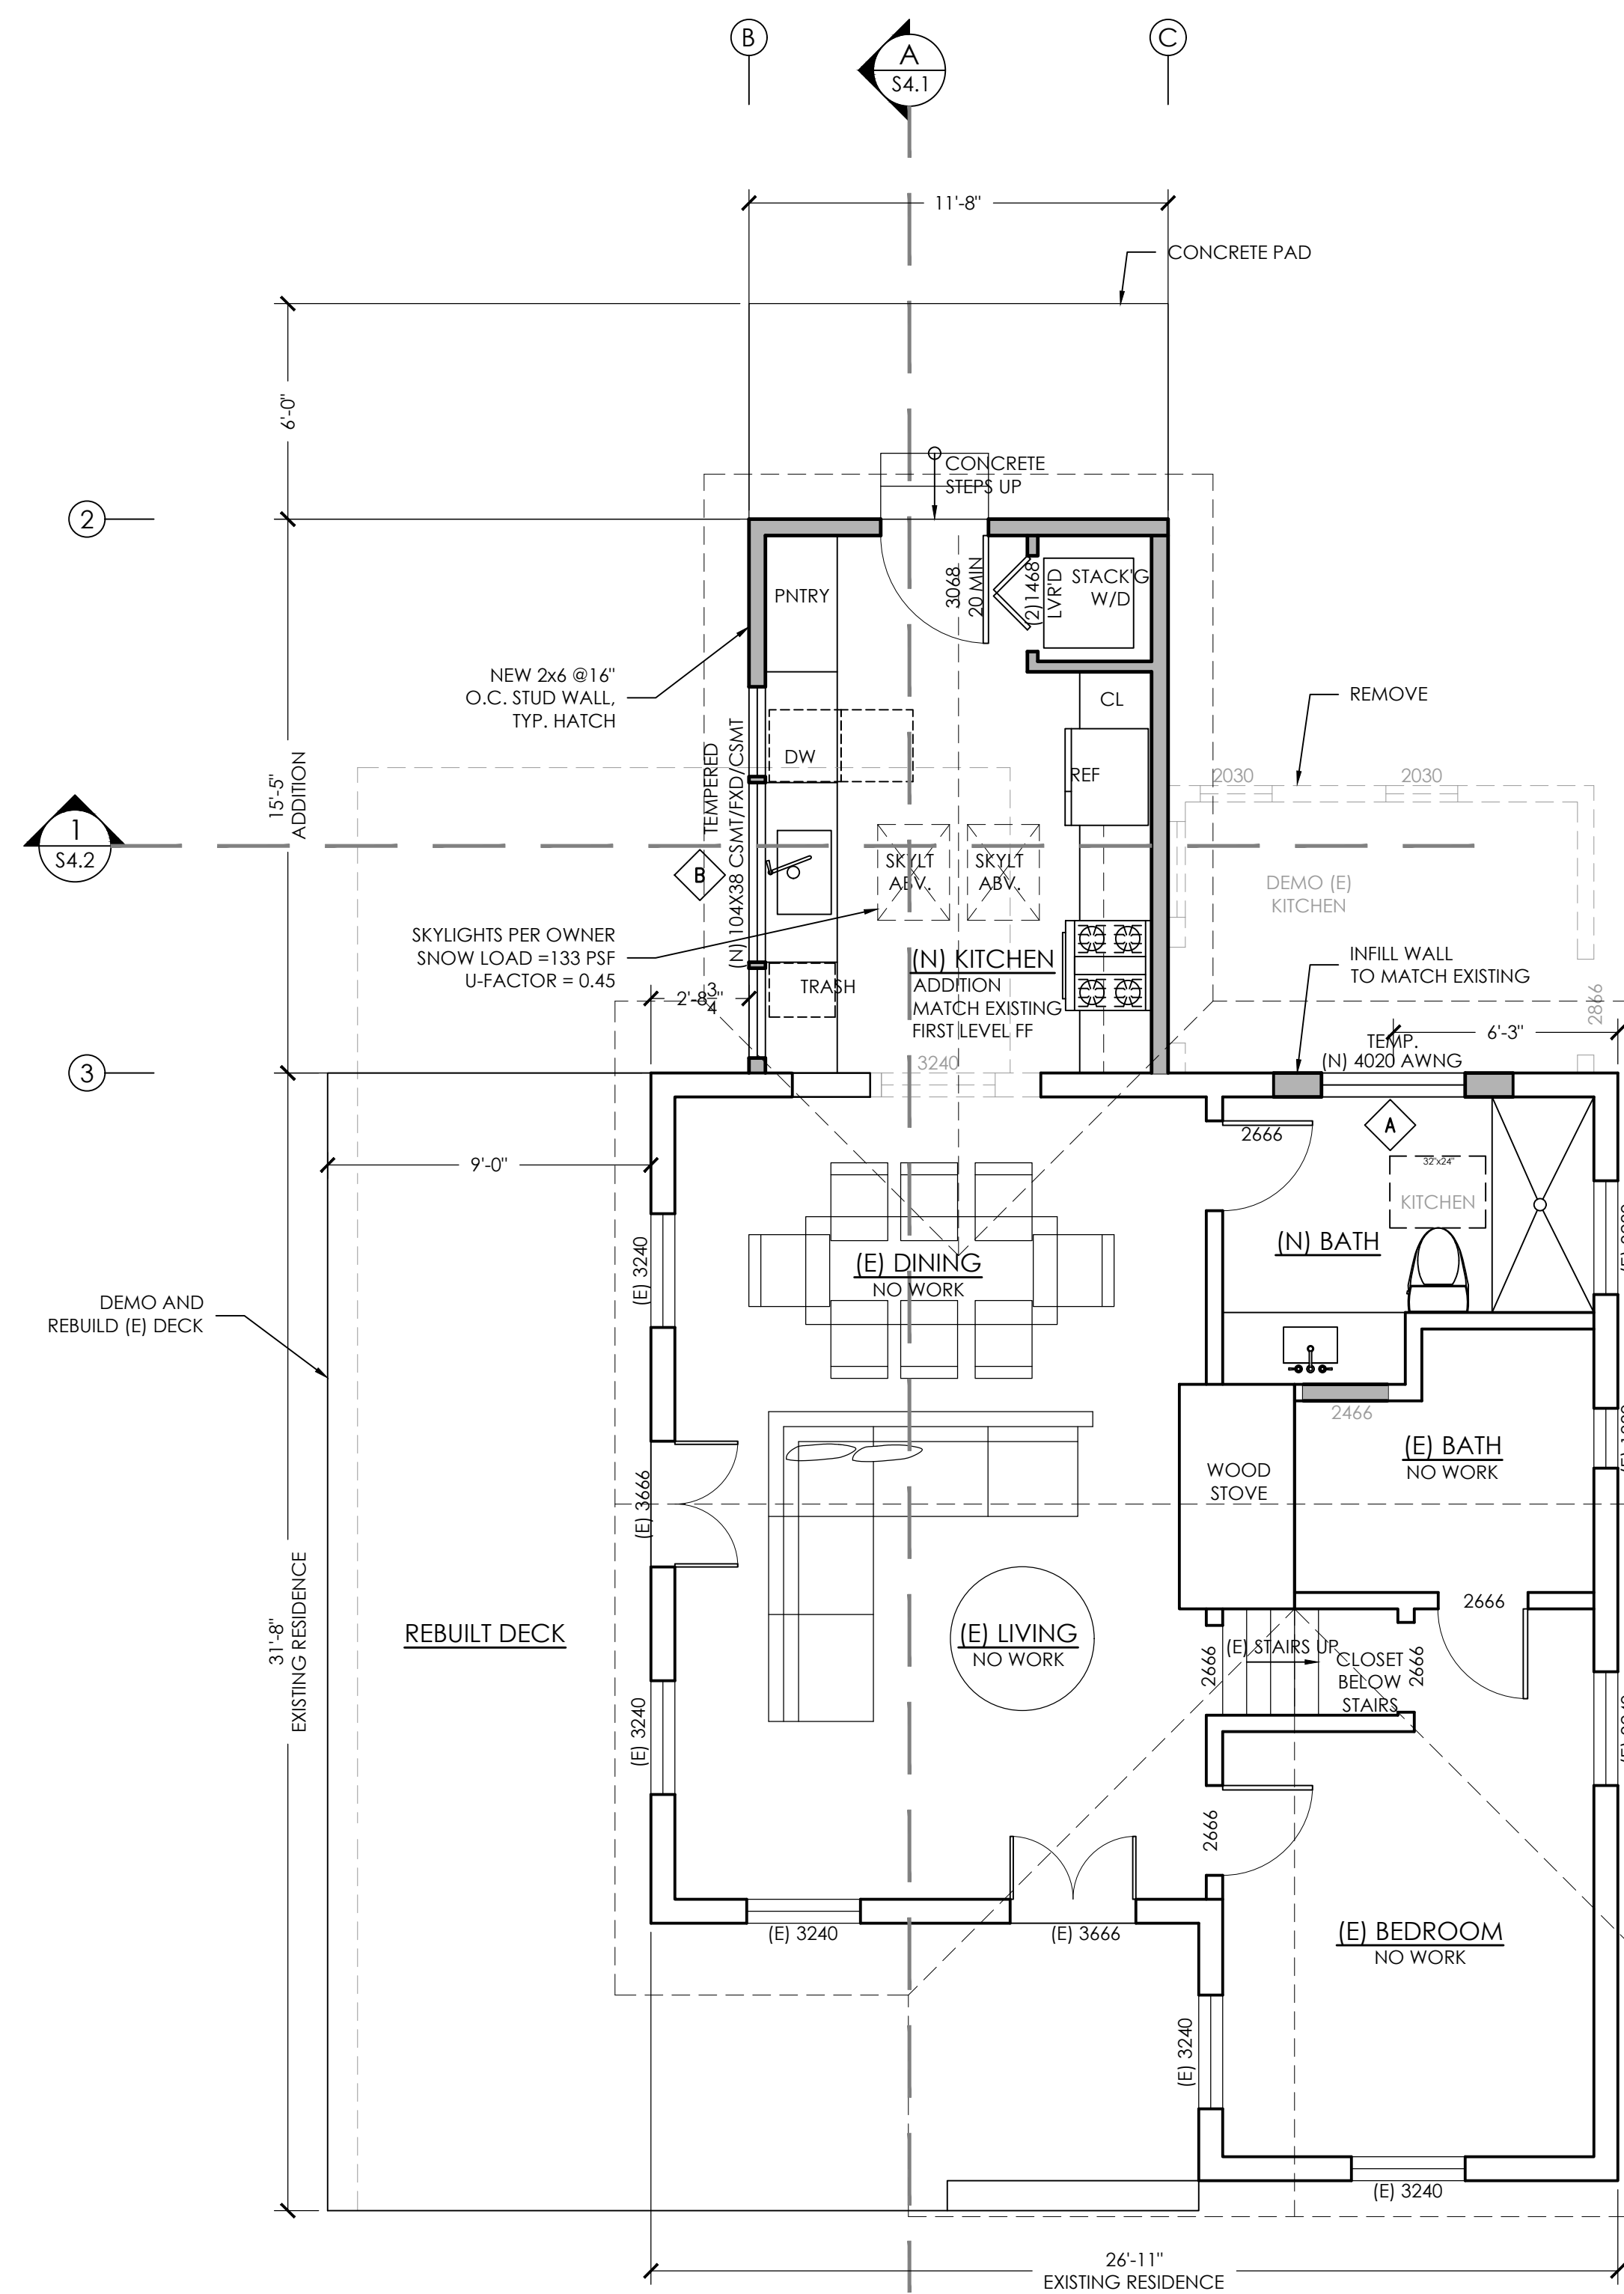 B
A
S4.1
C
11'-8"
CONCRETE PAD
6'-0"
CONCRETE
STEPS UP
2
3068
20 MIN
(2)1468
LVR'D
STACK'G
W/D
PNTRY
NEW 2x6 @16"
O.C. STUD WALL,
TYP. HATCH
CL
REMOVE
15'-5"
ADDITION
TEMPERED
(N) 104X38 CSMT/FXD/CSMT
DW
REF
2030
2030
1
S4.2
B
SKYLT
ABV.
SKYLT
ABV.
DEMO (E)
KITCHEN
SKYLIGHTS PER OWNER
SNOW LOAD =133 PSF
U-FACTOR = 0.45
(N) KITCHEN
ADDITION
MATCH EXISTING
FIRST LEVEL FF
INFILL WALL
TO MATCH EXISTING
2'-8 3/4"
TRASH
2866
6'-3"
TEMP.
(N) 4020 AWNG
3
3240
2666
A
9'-0"
32"x24"
KITCHEN
(E) 3240
(E) DINING
NO WORK
(N) BATH
DEMO AND
REBUILD (E) DECK
2466
(E) BATH
NO WORK
WOOD
STOVE
(E) 3666
31'-8"
EXISTING RESIDENCE
REBUILT DECK
(E) LIVING
NO WORK
2666
(E) STAIRS UP
CLOSET
BELOW
STAIRS
2666
2666
(E) 3240
2666
(E) 3240
(E) 3666
(E) BEDROOM
NO WORK
(E) 3240
(E) 3240
26'-11"
EXISTING RESIDENCE